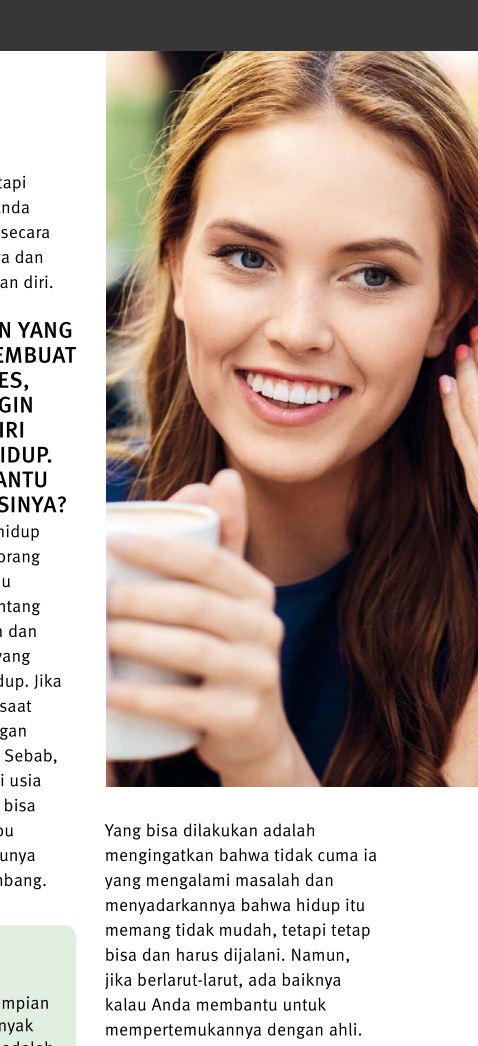 tapi
nda
secara
a dan
an diri.
N YANG
EMBUAT
ES,
GIN
IRI
IDUP.
ANTU
SINYA?
hidup
orang
u
ntang
n dan
yang
dup. Jika
saat
gan
Sebab,
i usia
bisa
pu
unya
nbang.
mpian
nyak
adalah
Yang bisa dilakukan adalah
mengingatkan bahwa tidak cuma ia
yang mengalami masalah dan
menyadarkannya bahwa hidup itu
memang tidak mudah, tetapi tetap
bisa dan harus dijalani. Namun,
jika berlarut-larut, ada baiknya
kalau Anda membantu untuk
mempertemukannya dengan ahli.